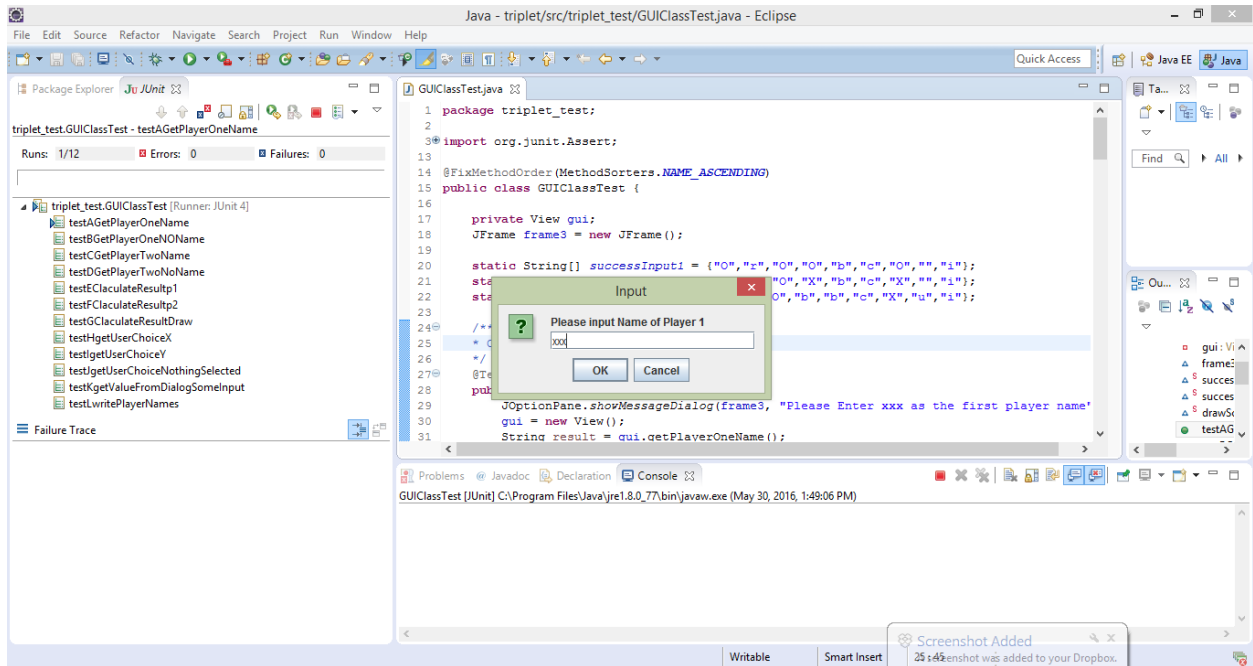 Java - triplet/src/triplet_test/GUIClassTest.java - Eclipse
File Edit Source Refactor Navigate Search Project Run Window Help
Quick Access
Java EE
Java
Package Explorer
JUnit
triplet_test.GUIClassTest - testAGetPlayerOneName
Runs: 1/12
Errors: 0
Failures: 0
triplet_test.GUIClassTest [Runner: JUnit 4]
testAGetPlayerOneName
testBGetPlayerOneNOName
testCGetPlayerTwoName
testDGetPlayerTwoNoName
testEClaculateResultp1
testFClaculateResultp2
testGClaculateResultDraw
testHgetUserChoiceX
testIgetUserChoiceY
testJgetUserChoiceNothingSelected
testKgetValueFromDialogSomeInput
testLwritePlayerNames
Failure Trace
GUIClassTest.java
1 package triplet_test;
2
3 import org.junit.Assert;
13
14 @FixMethodOrder(MethodSorters.NAME_ASCENDING)
15 public class GUIClassTest {
16
17 private View gui;
18 JFrame frame3 = new JFrame();
19
20 static String[] successInput1 = {"O","r","O","O","b","c","O","","i"};
21 sta "O","X","b","c","X","","i"};
22 sta O","b","b","c","X","u","i"};
23
24 /**
25 *
26 */
27 @Te
28 pub
29 JOptionPane.showMessageDialog(frame3, "Please Enter xxx as the first player name"
30 gui = new View();
31 String result = gui.getPlayerOneName();
Input
Please input Name of Player 1
xxx
OK
Cancel
Ta...
Find
All
Ou...
gui : Vi
frame3
succes
succes
drawSc
testAG
Problems
@ Javadoc
Declaration
Console
GUIClassTest [JUnit] C:\Program Files\Java\jre1.8.0_77\bin\javaw.exe (May 30, 2016, 1:49:06 PM)
Writable
Smart Insert
25 : 45
Screenshot Added
screenshot was added to your Dropbox.